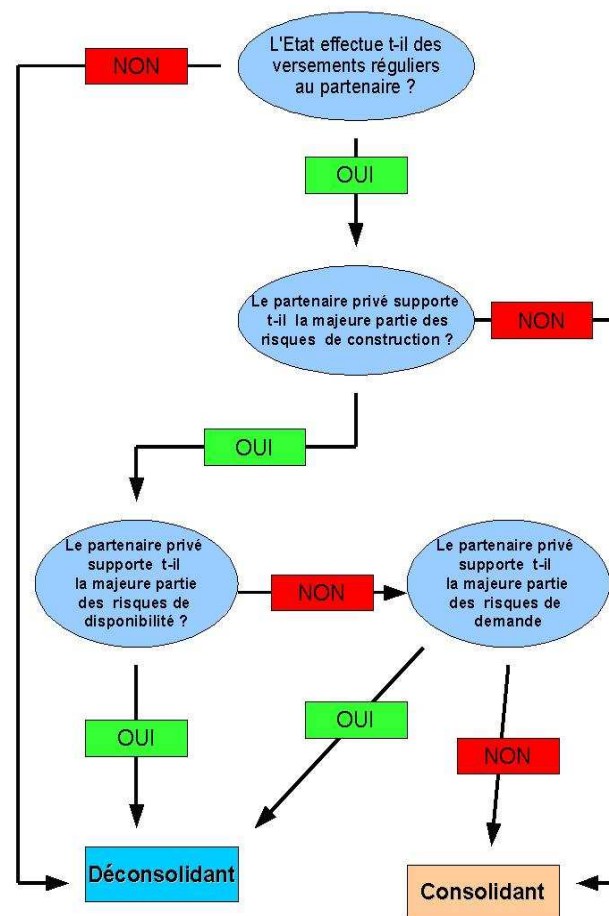 L'Etat effectue t-il des
versements réguliers
au partenaire ?
NON
OUI
Le partenaire privé supporte
t-il la majeure partie des
risques de construction ?
NON
OUI
Le partenaire privé
supporte t-il
la majeure partie
des risques de
disponibilité ?
NON
Le partenaire privé
supporte t-il
la majeure partie
des risques de
demande
OUI
OUI
NON
Déconsolidant
Consolidant